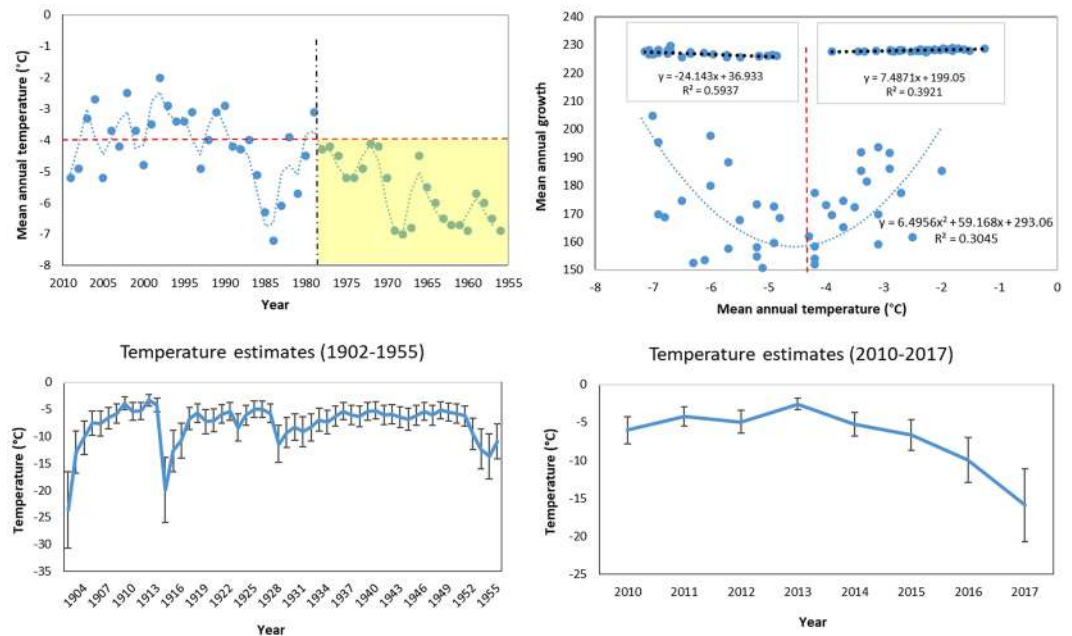 0
-1
-2
-3
-4
-5
-6
-7
-8
Mean annual temperature (°C)
2010 2005 2000 1995 1990 1985 1980 1975 1970 1965 1960 1955
Year
240
230
220
210
200
190
180
170
160
150
Mean annual growth
y = -24.143x + 36.933
R² = 0.5937
y = 7.4871x + 199.05
R² = 0.3921
y = 6.4956x² + 59.168x + 293.06
R² = 0.3045
-8 -7 -6 -5 -4 -3 -2 -1 0
Mean annual temperature (°C)
Temperature estimates (1902-1955)
0
-5
-10
-15
-20
-25
-30
-35
Temperature (°C)
1904 1907 1910 1913 1914 1916 1919 1922 1925 1928 1931 1934 1937 1940 1943 1946 1949 1952 1955
Year
Temperature estimates (2010-2017)
0
-5
-10
-15
-20
-25
Temperature (°C)
2010 2011 2012 2013 2014 2015 2016 2017
Year